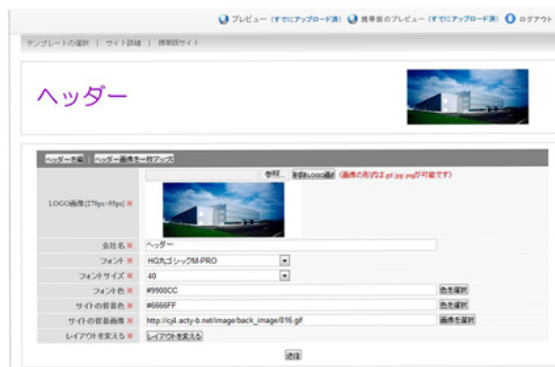 プレビュー (すでにアップロード済) 携帯版のプレビュー (すでにアップロード済) ログアウト
テンプレートの選択 | サイト詳細 | 携帯版サイト
ヘッダー
ヘッダーを編 | ヘッダー画像を一枚アップ
参照... 削除LOGO画像 (画像の形式は.gif .jpg .pngが可能です)
LOGO画像[270px×95px] ※
会社名 ※ ヘッダー
フォント ※ HG丸ゴシックM-PRO
フォントサイズ ※ 40
フォント色 ※ #9900CC 色を選択
サイトの背景色 ※ #6666FF 色を選択
サイトの背景画像 ※ http://cj4.acty-b.net/image/back_image/016.gif 画像を選択
レイアウトを変える ※ レイアウトを変える
送信